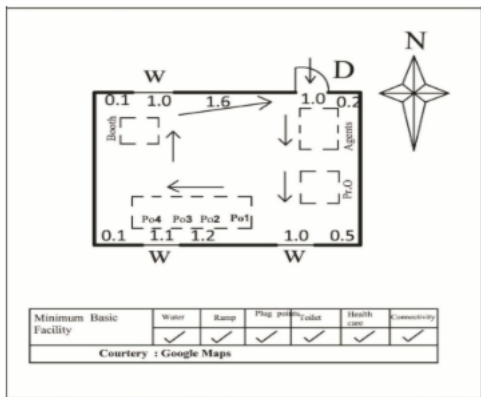 N
W
D
0.1 1.0 1.6 1.0 0.2
Booth
Agents
Pr.O
Po4 Po3 Po2 Po1
0.1 1.1 1.2 1.0 0.5
W W
Minimum Basic Facility
Water
Ramp
Plug points
Toilet
Health care
Connectivity
Courtery : Google Maps